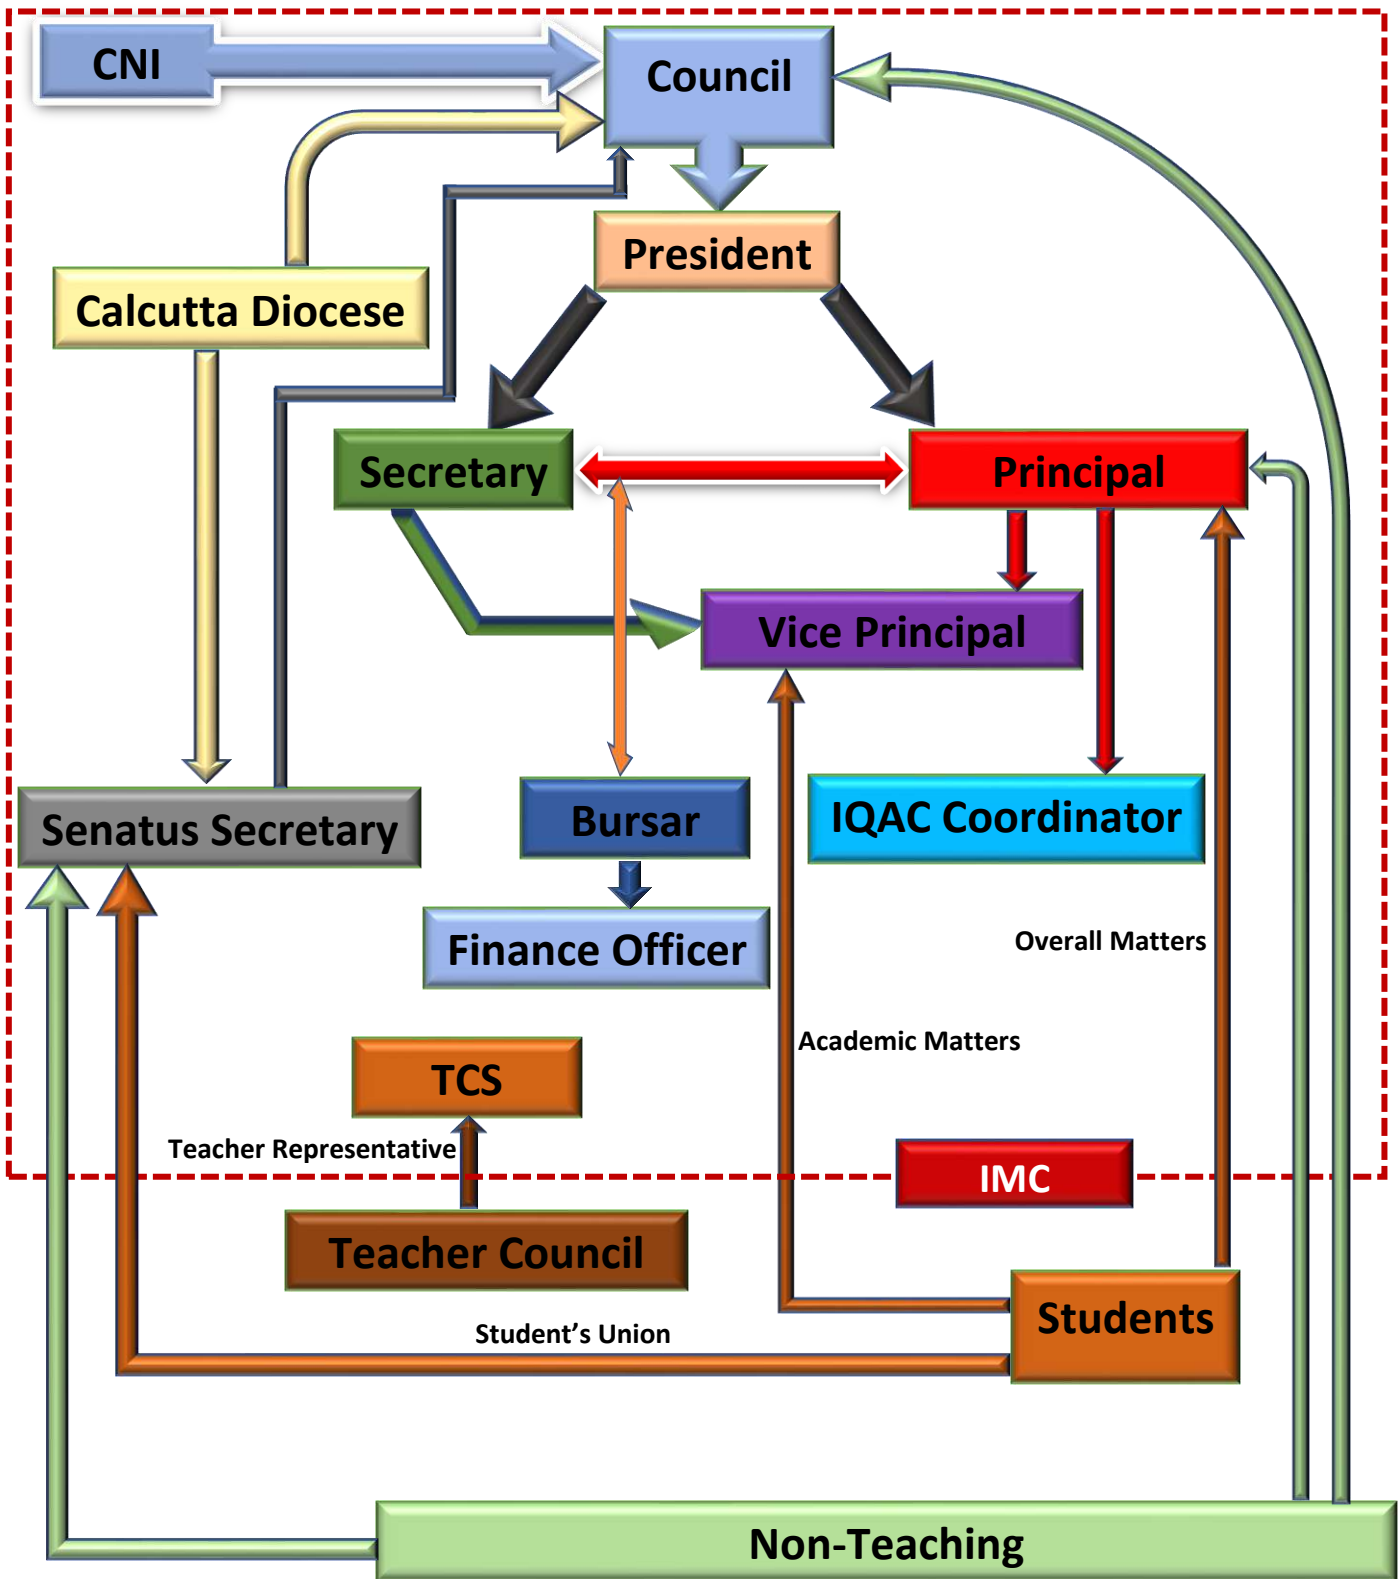 CNI
Council
President
Calcutta Diocese
Secretary
Principal
Vice Principal
Senatus Secretary
Bursar
IQAC Coordinator
Finance Officer
Overall Matters
Academic Matters
TCS
Teacher Representative
IMC
Teacher Council
Students
Student’s Union
Non-Teaching